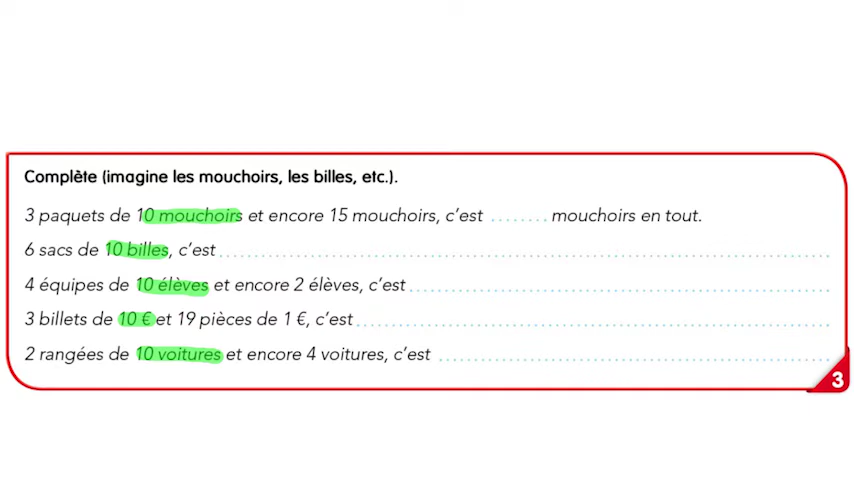 Complète (imagine les mouchoirs, les billes, etc.).
3 paquets de 10 mouchoirs et encore 15 mouchoirs, c’est ........ mouchoirs en tout.
6 sacs de 10 billes, c’est
4 équipes de 10 élèves et encore 2 élèves, c’est
3 billets de 10 € et 19 pièces de 1 €, c’est
2 rangées de 10 voitures et encore 4 voitures, c’est
3